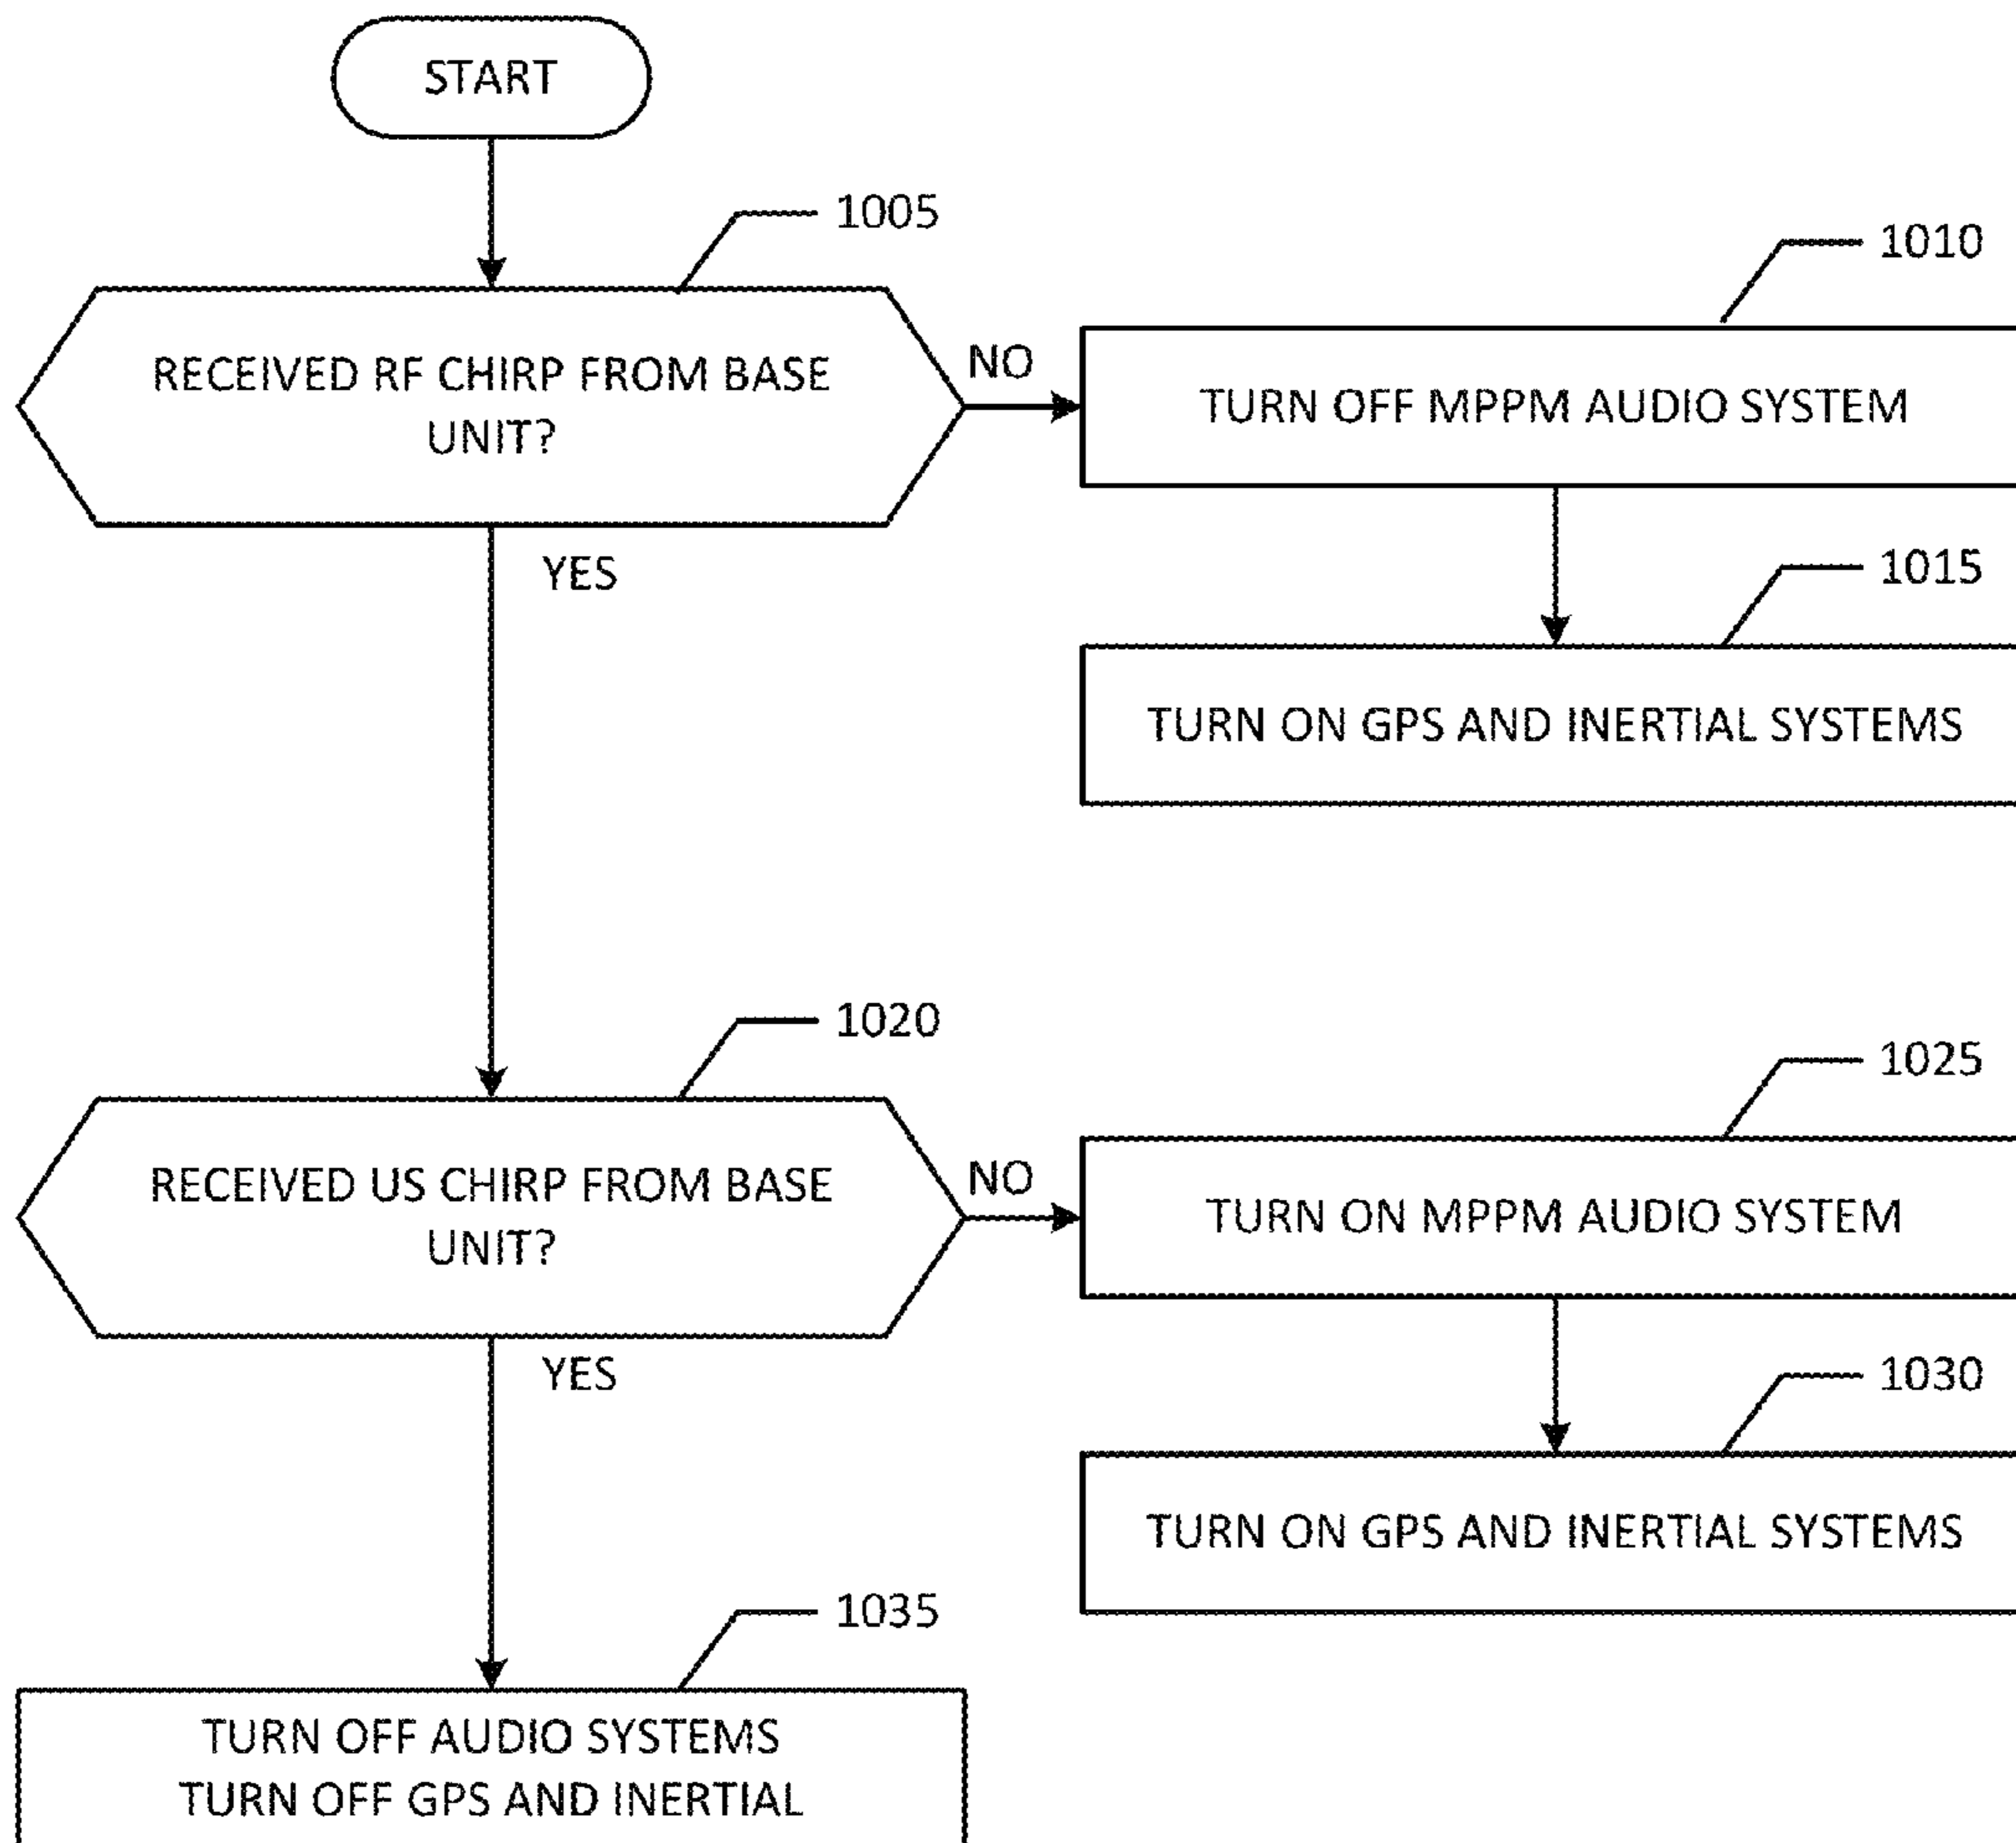 START
1005
RECEIVED RF CHIRP FROM BASE
UNIT?
NO
1010
TURN OFF MPPM AUDIO SYSTEM
YES
1015
TURN ON GPS AND INERTIAL SYSTEMS
1020
RECEIVED US CHIRP FROM BASE
UNIT?
NO
1025
TURN ON MPPM AUDIO SYSTEM
YES
1030
TURN ON GPS AND INERTIAL SYSTEMS
1035
TURN OFF AUDIO SYSTEMS
TURN OFF GPS AND INERTIAL